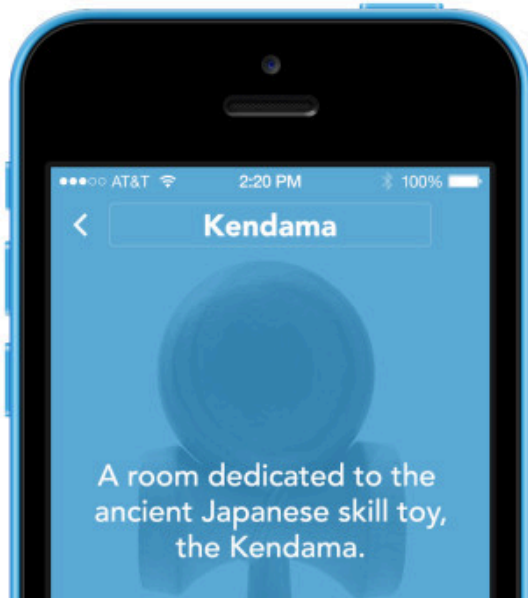 AT&T 2:20 PM 100%
Kendama
A room dedicated to the
ancient Japanese skill toy,
the Kendama.